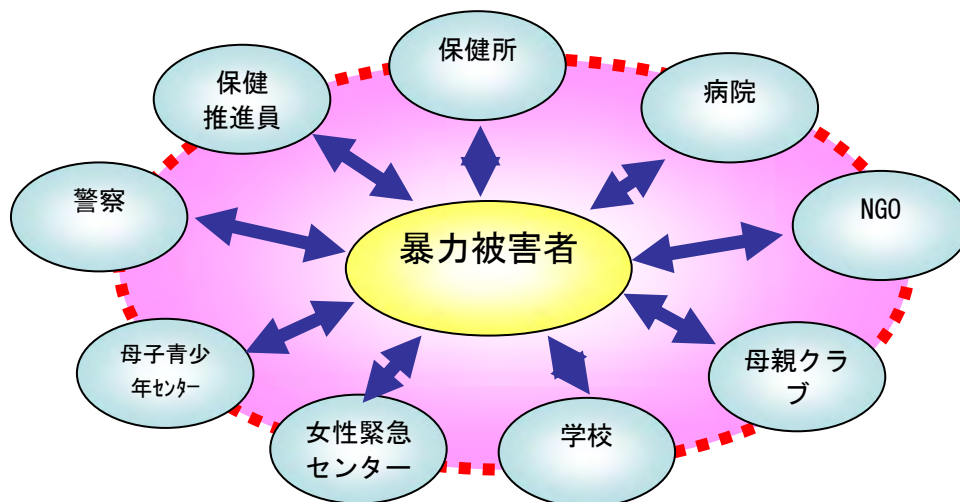 保健所
保健
推進員
病院
警察
NGO
暴力被害者
母子青少
年センター
母親クラ
ブ
女性緊急
センター
学校